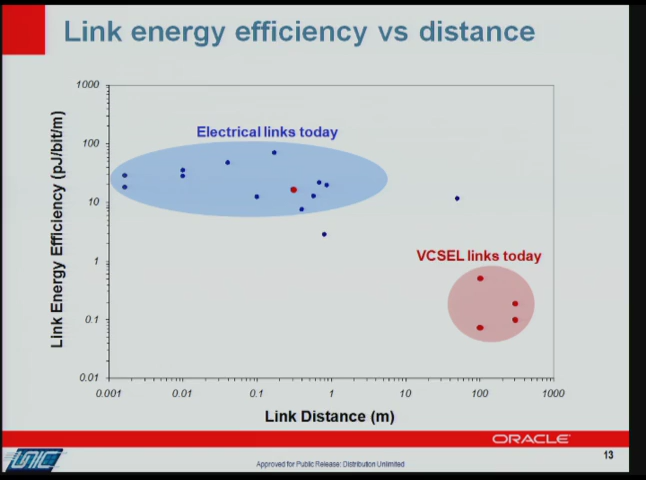 Link energy efficiency vs distance
Link Energy Efficiency (pJ/bit/m)
1000
100
10
1
0.1
0.01
Electrical links today
VCSEL links today
0.001
0.01
0.1
1
10
100
1000
Link Distance (m)
ORACLE
UNIC
Approved for Public Release: Distribution Unlimited
13